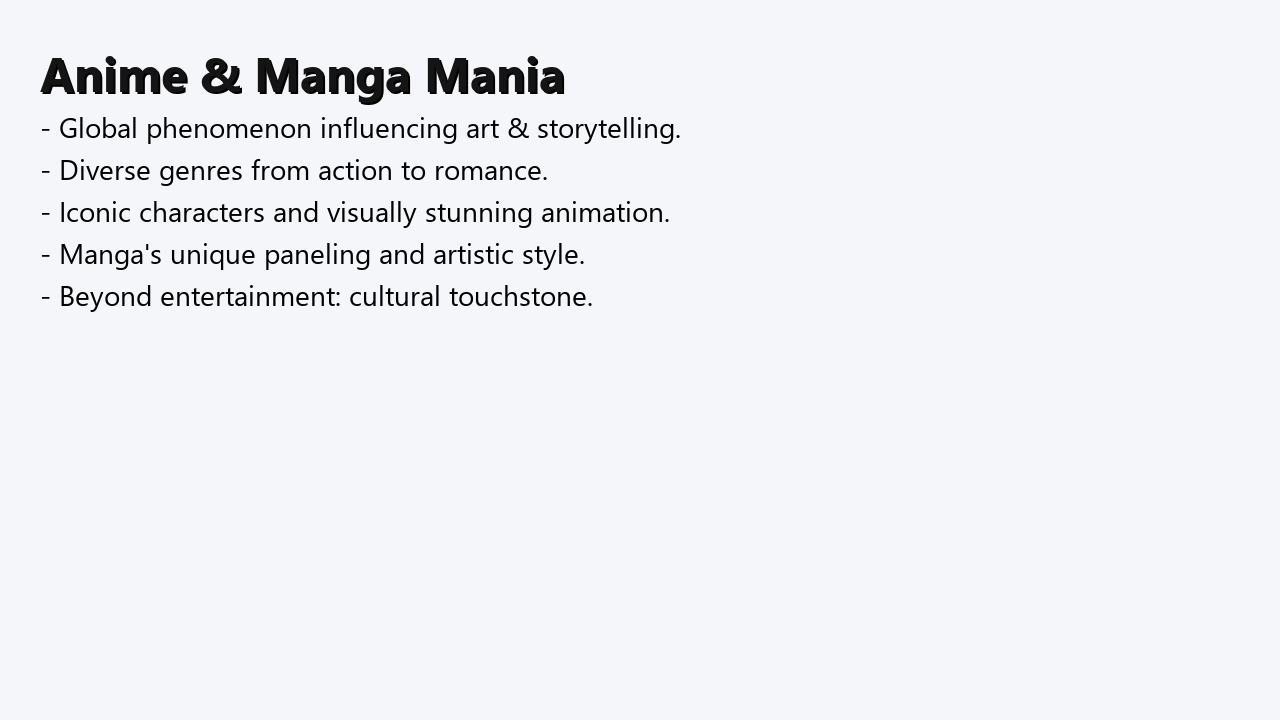 Anime & Manga Mania
- Global phenomenon influencing art & storytelling.
- Diverse genres from action to romance.
- Iconic characters and visually stunning animation.
- Manga's unique paneling and artistic style.
- Beyond entertainment: cultural touchstone.